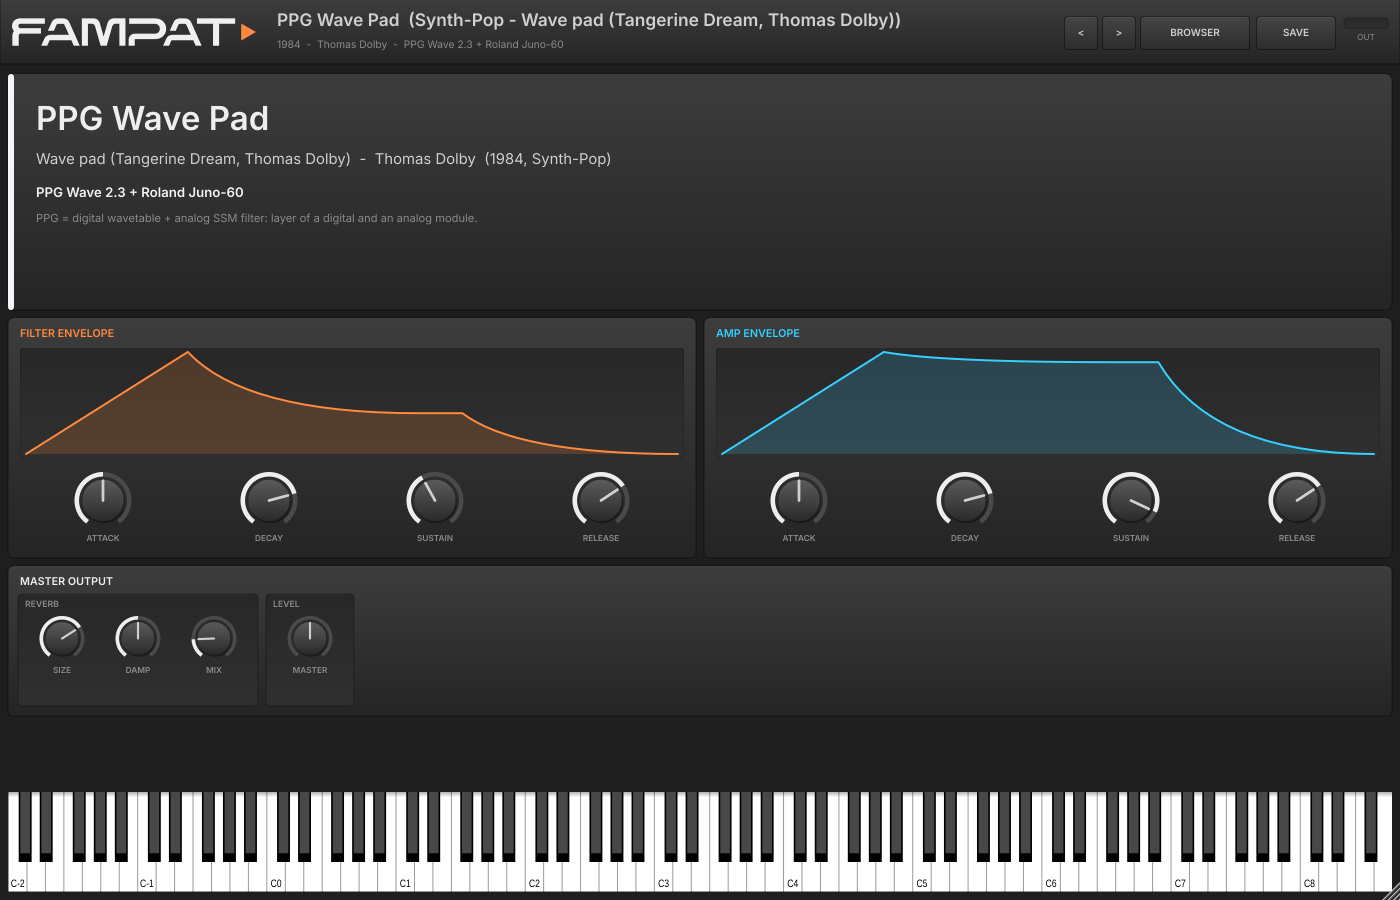 FAMPAT
PPG Wave Pad (Synth-Pop - Wave pad (Tangerine Dream, Thomas Dolby))
1984 - Thomas Dolby - PPG Wave 2.3 + Roland Juno-60
< > BROWSER SAVE OUT
PPG Wave Pad
Wave pad (Tangerine Dream, Thomas Dolby) - Thomas Dolby (1984, Synth-Pop)
PPG Wave 2.3 + Roland Juno-60
PPG = digital wavetable + analog SSM filter: layer of a digital and an analog module.
FILTER ENVELOPE
ATTACK DECAY SUSTAIN RELEASE
AMP ENVELOPE
ATTACK DECAY SUSTAIN RELEASE
MASTER OUTPUT
REVERB
SIZE DAMP MIX
LEVEL
MASTER
C-2 C-1 C0 C1 C2 C3 C4 C5 C6 C7 C8